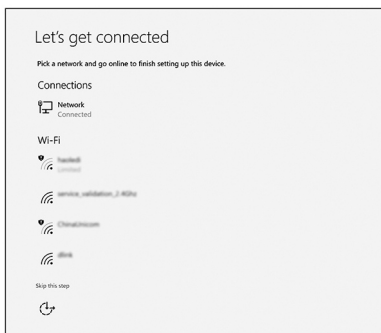 Let's get connected
Pick a network and go online to finish setting up this device.
Connections
Network
Connected
Wi-Fi
Limited
service_validation_2.4Ghz
ChinaUnicom
dlink
Skip this step